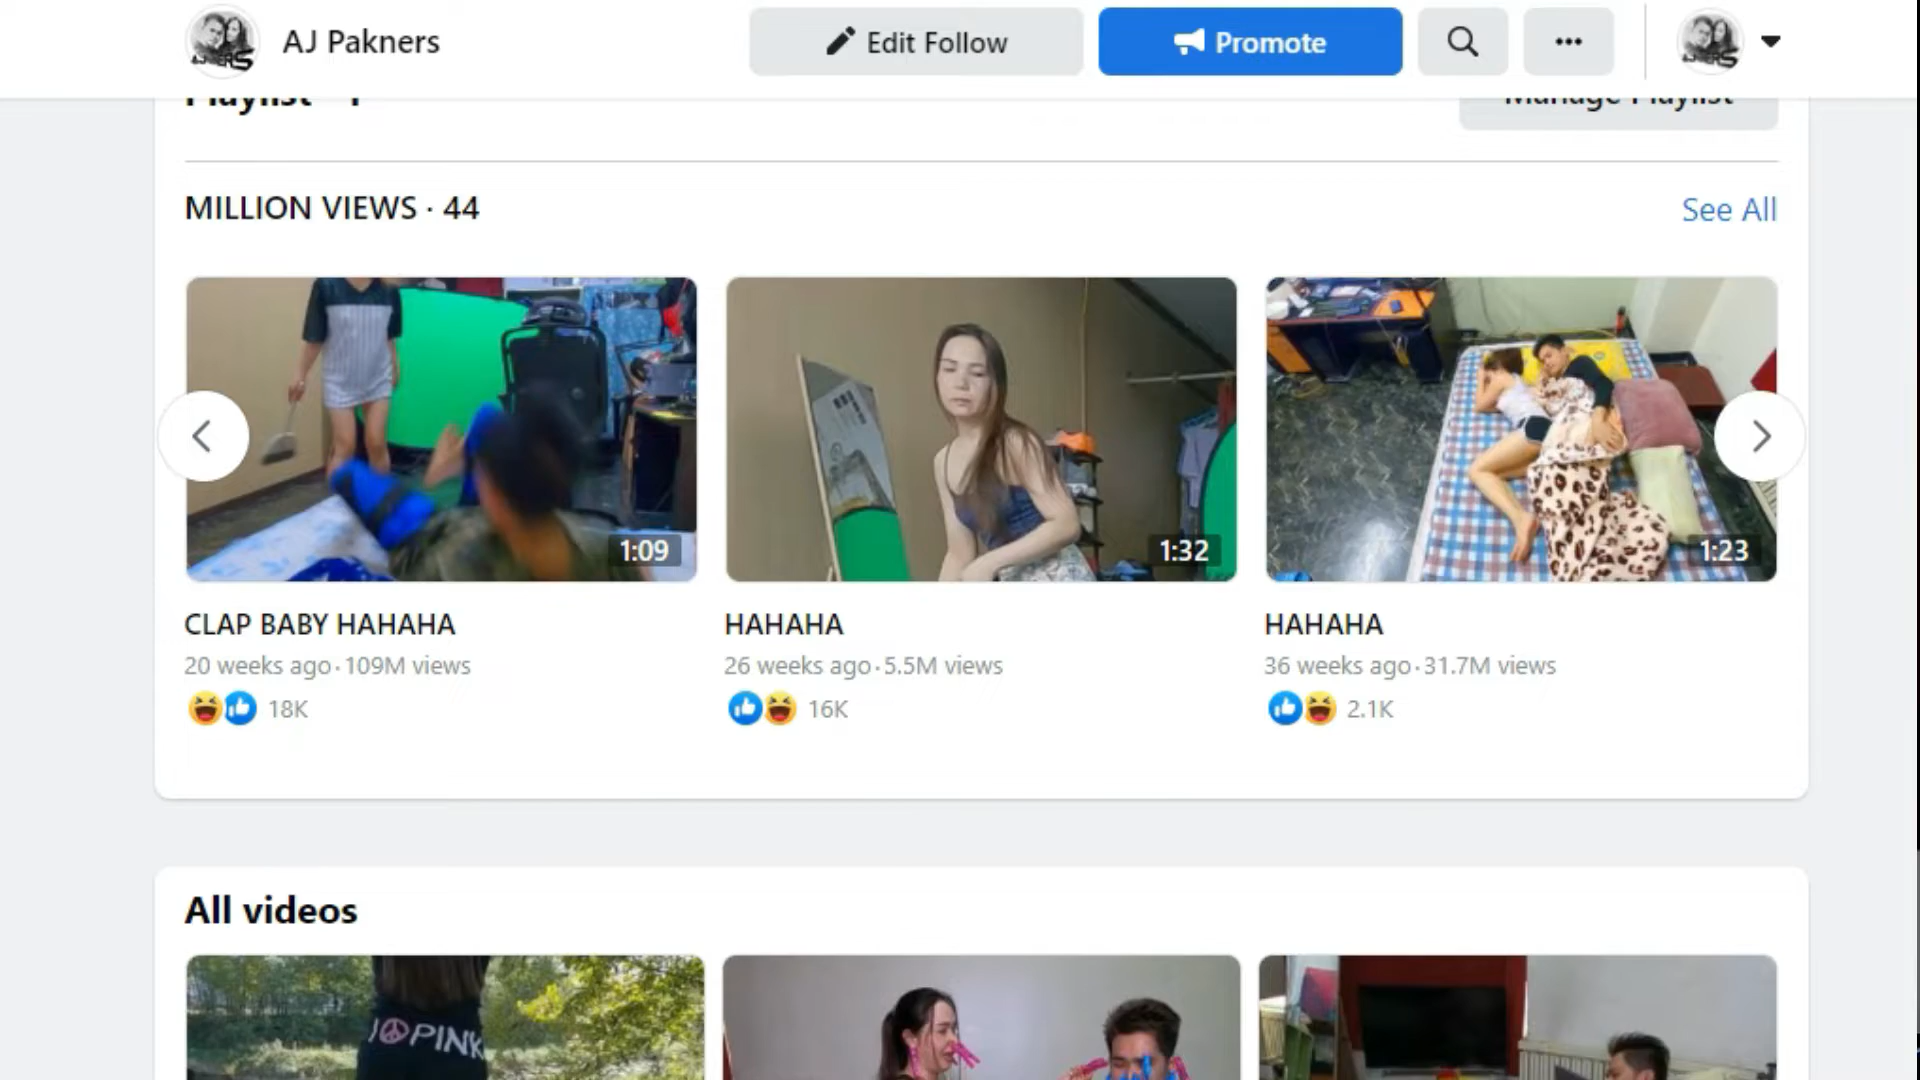 AJ Pakners
Edit Follow
Promote
Playlist · 1
Manage Playlist
MILLION VIEWS · 44
See All
1:09
1:32
1:23
CLAP BABY HAHAHA
HAHAHA
HAHAHA
20 weeks ago · 109M views
26 weeks ago · 5.5M views
36 weeks ago · 31.7M views
18K
16K
2.1K
All videos
PINK